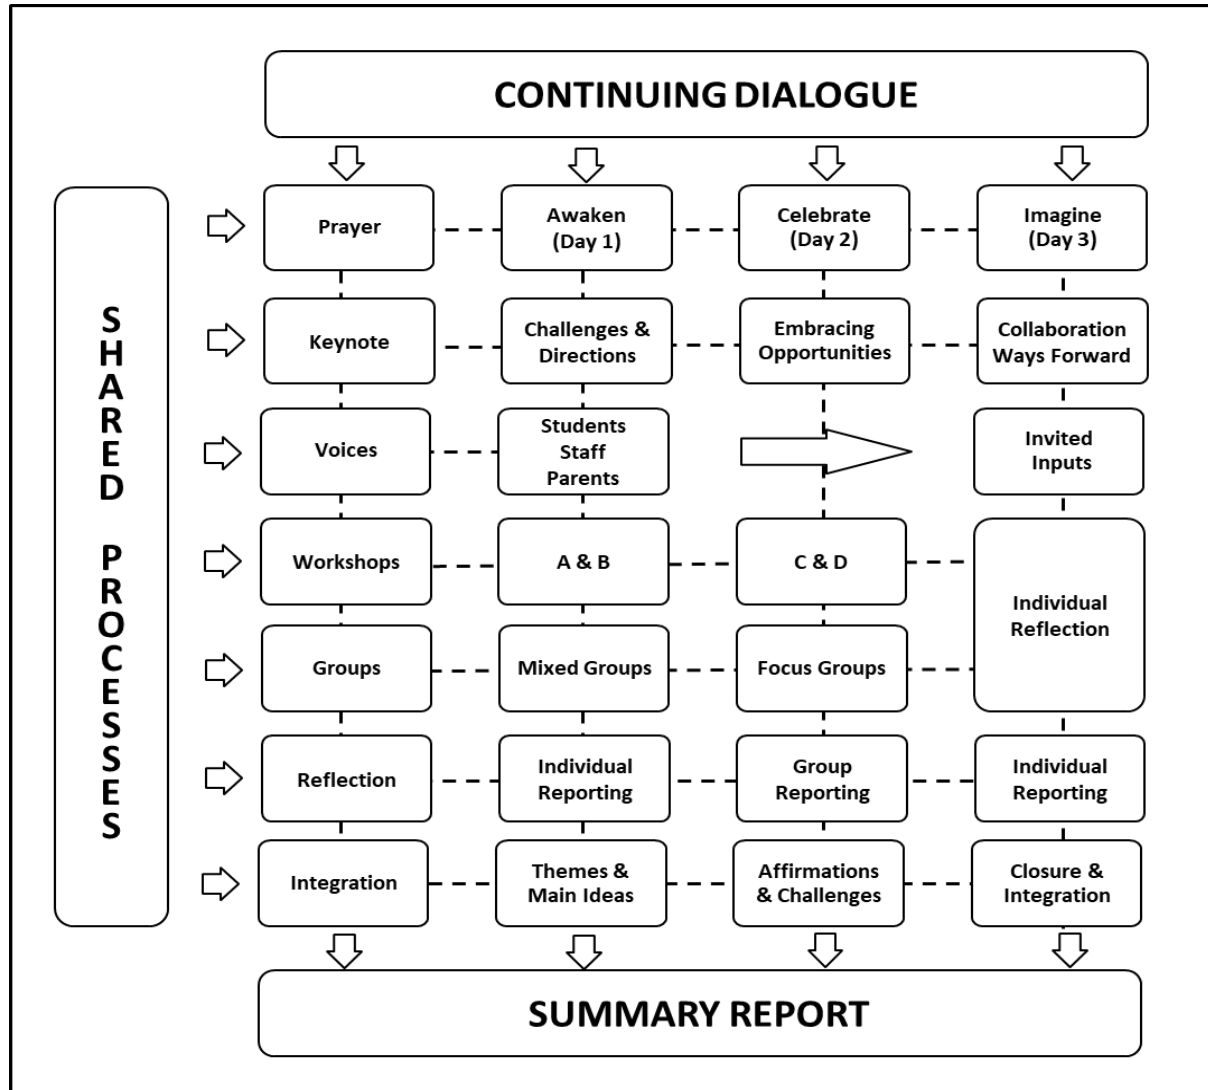 CONTINUING DIALOGUE
SHARED PROCESSES
Prayer
Awaken
(Day 1)
Celebrate
(Day 2)
Imagine
(Day 3)
Keynote
Challenges &
Directions
Embracing
Opportunities
Collaboration
Ways Forward
Voices
Students
Staff
Parents
Invited
Inputs
Workshops
A & B
C & D
Individual
Reflection
Groups
Mixed Groups
Focus Groups
Reflection
Individual
Reporting
Group
Reporting
Individual
Reporting
Integration
Themes &
Main Ideas
Affirmations
& Challenges
Closure &
Integration
SUMMARY REPORT